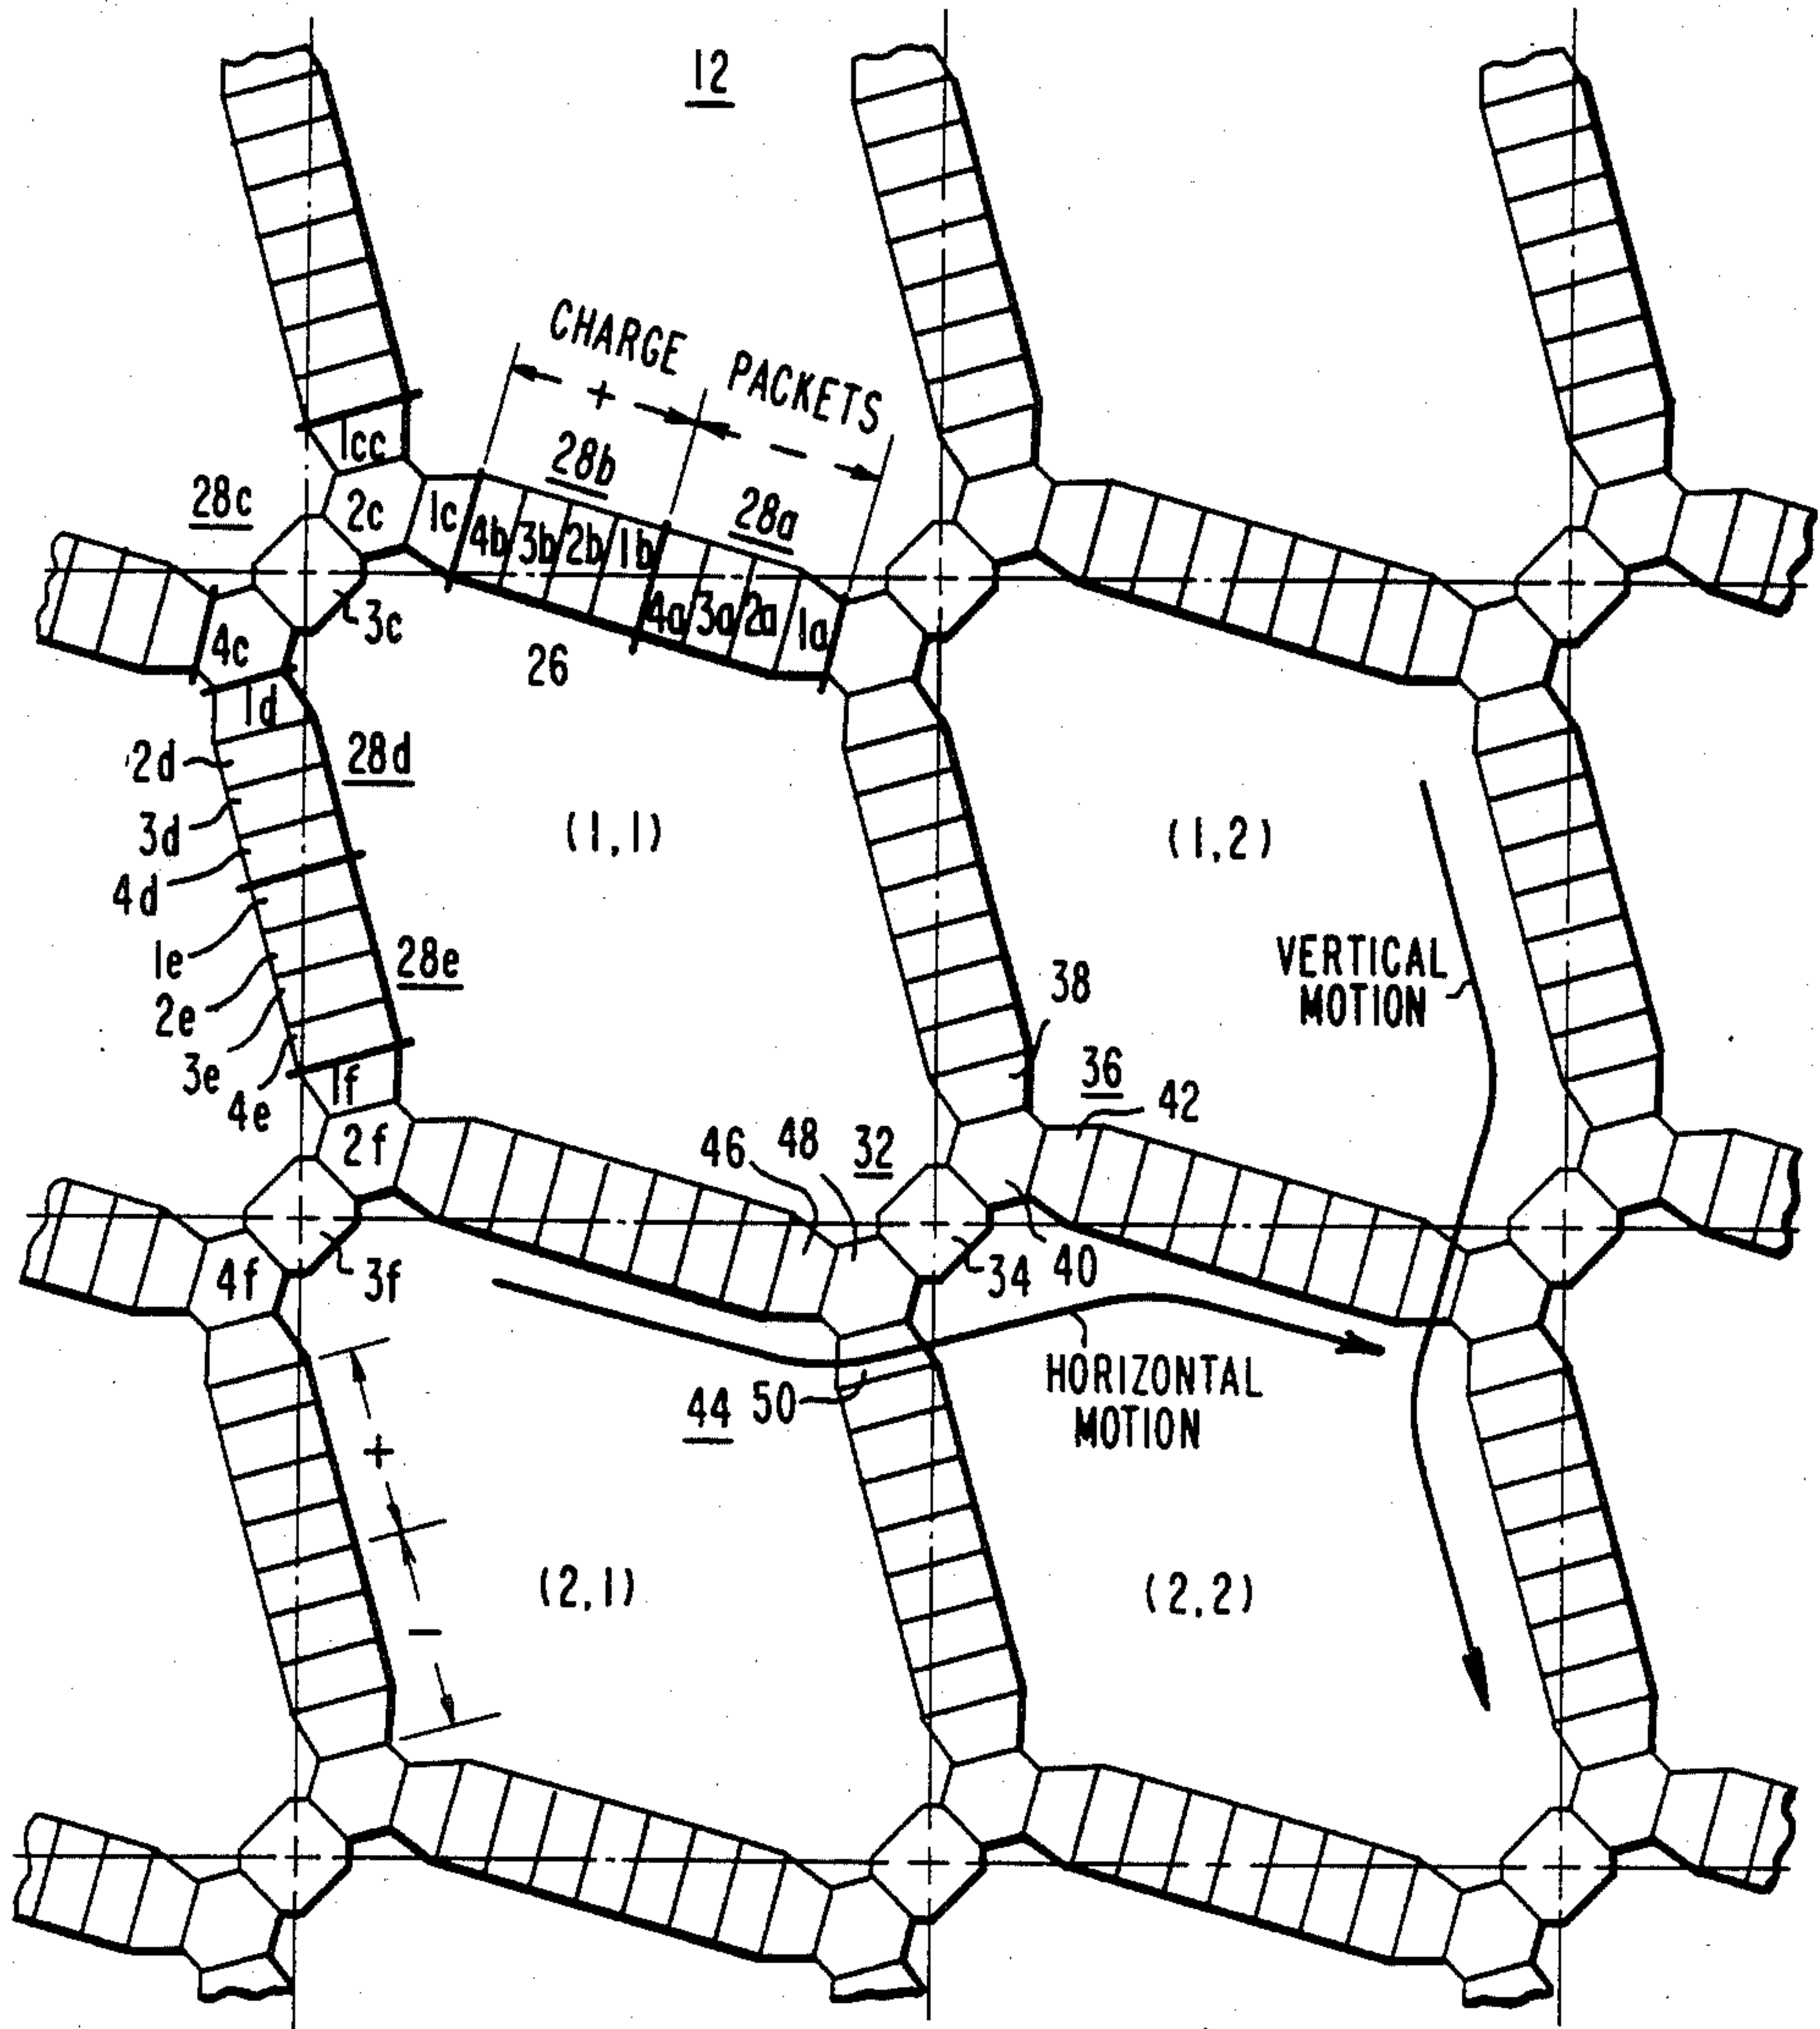 12
CHARGE PACKETS
+ -
28b
28a
1cc
28c
2c
1c
4b
3b
2b
1b
4a
3a
2a
1a
3c
4c
26
1d
2d
28d
3d
4d
(1,1)
(1,2)
1e
28e
2e
3e
4e
1f
VERTICAL
MOTION
38
36
42
2f
46
48
32
4f
3f
34
40
HORIZONTAL
MOTION
44
50
+
-
(2,1)
(2,2)